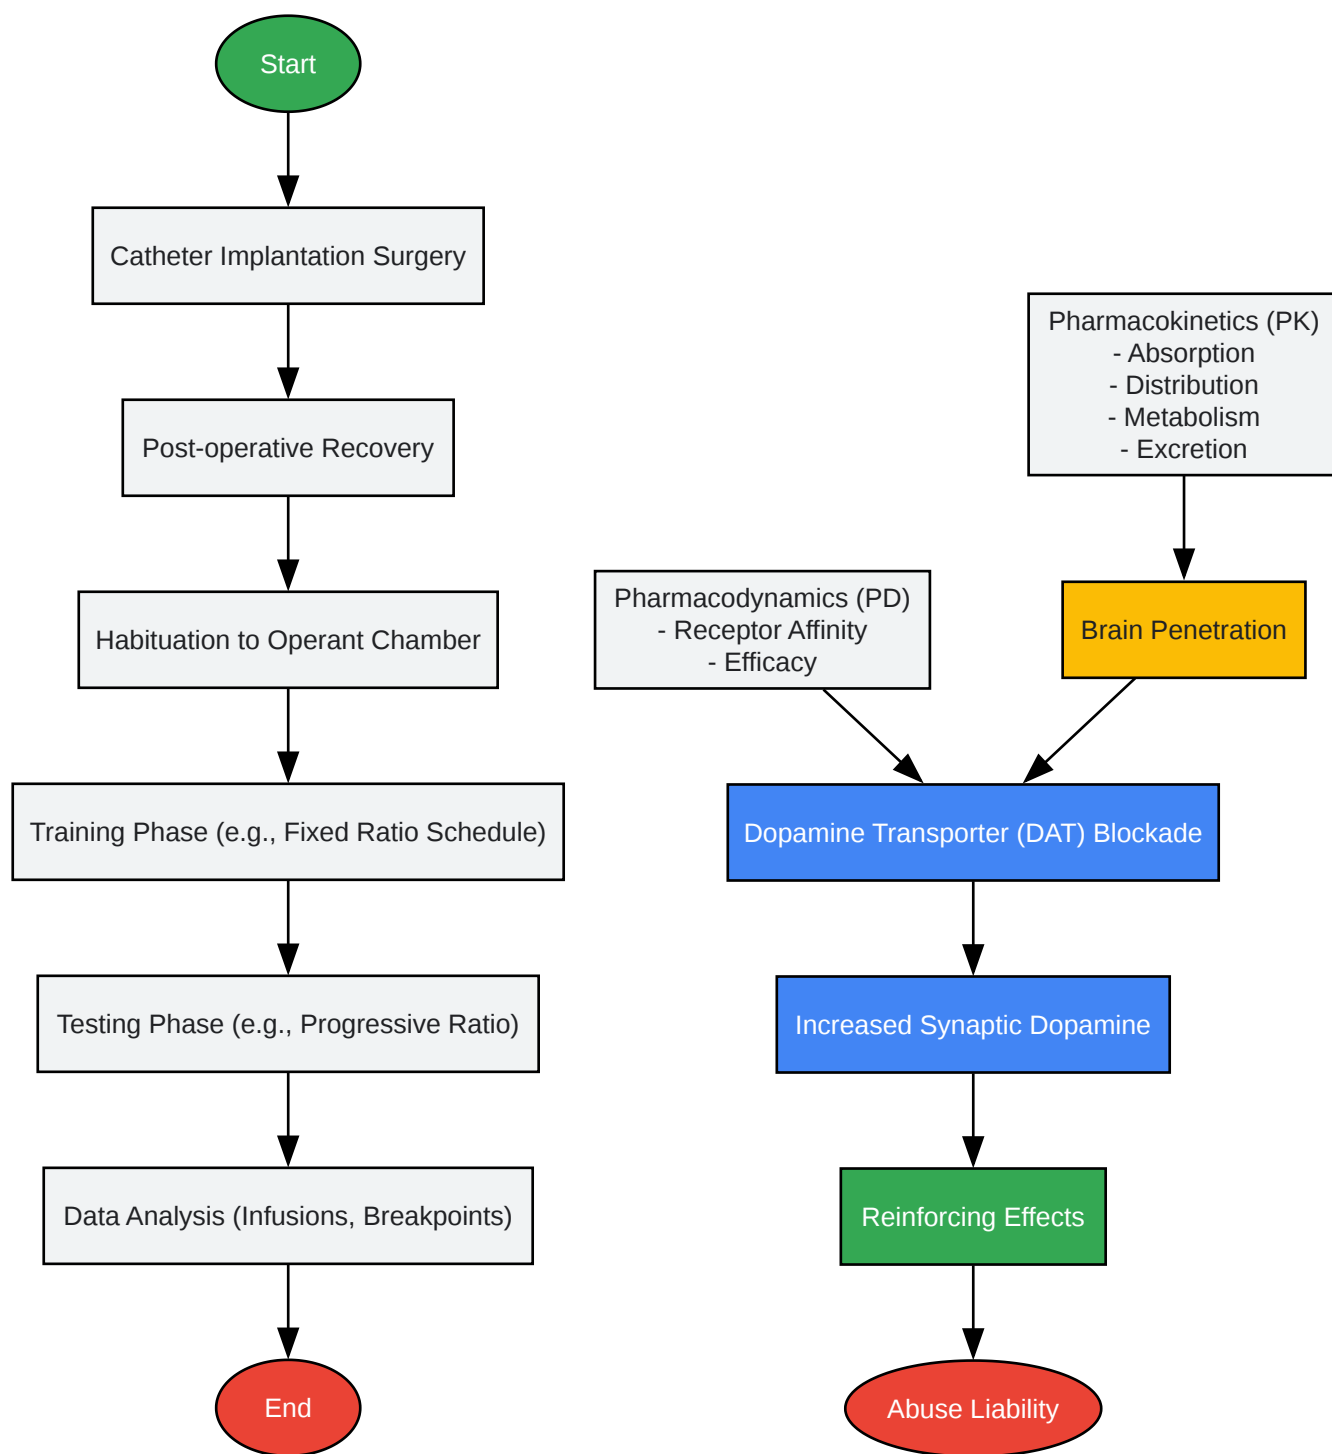 Start
Catheter Implantation Surgery
Post-operative Recovery
Habituation to Operant Chamber
Training Phase (e.g., Fixed Ratio Schedule)
Testing Phase (e.g., Progressive Ratio)
Data Analysis (Infusions, Breakpoints)
End
Pharmacokinetics (PK)
- Absorption
- Distribution
- Metabolism
- Excretion
Pharmacodynamics (PD)
- Receptor Affinity
- Efficacy
Brain Penetration
Dopamine Transporter (DAT) Blockade
Increased Synaptic Dopamine
Reinforcing Effects
Abuse Liability